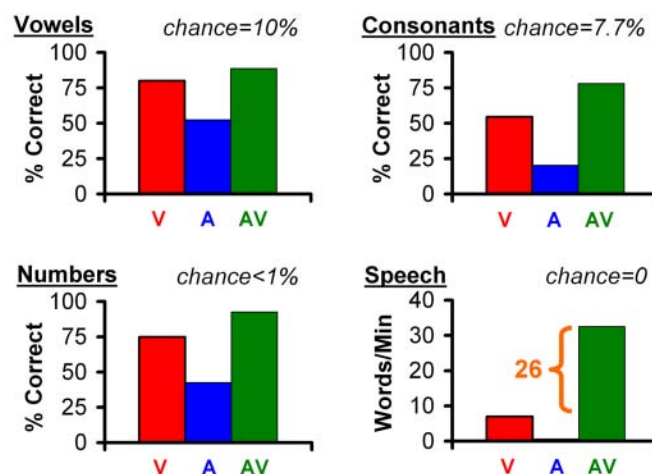 Vowels chance=10%
100
75
50
25
0
% Correct
V A AV
Consonants chance=7.7%
100
75
50
25
0
% Correct
V A AV
Numbers chance<1%
100
75
50
25
0
% Correct
V A AV
Speech chance=0
40
30
20
10
0
Words/Min
26
V A AV